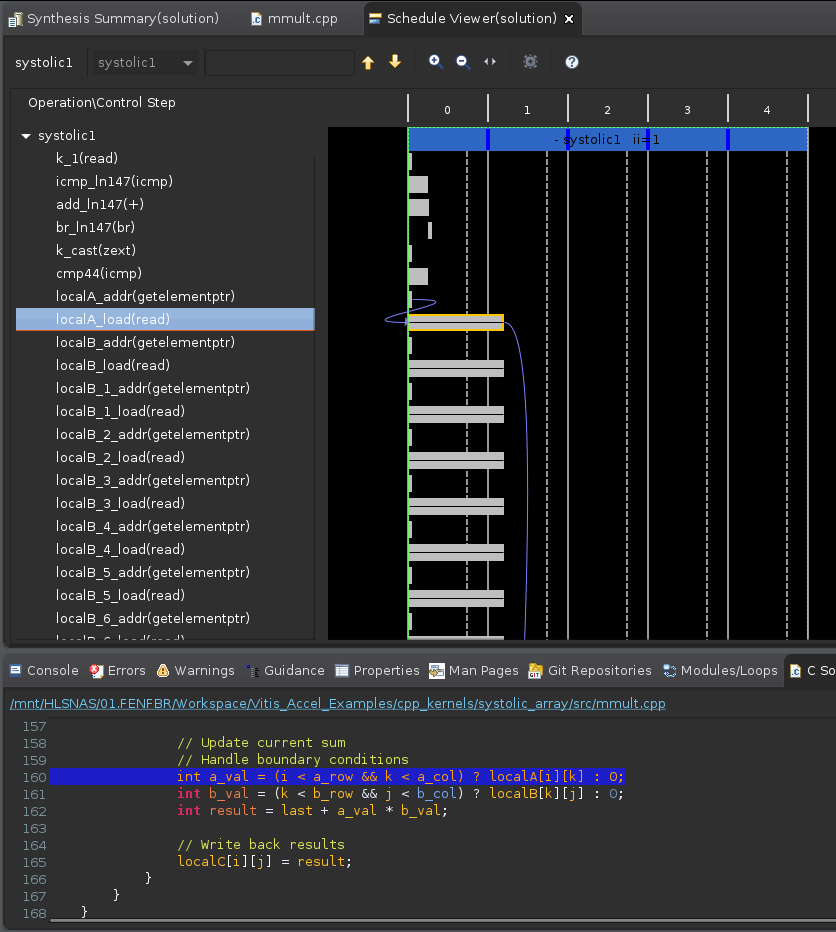 Synthesis Summary(solution) mmult.cpp Schedule Viewer(solution)
systolic1 systolic1
Operation\Control Step 0 1 2 3 4
systolic1 - systolic1 ii=1
k_1(read)
icmp_ln147(icmp)
add_ln147(+)
br_ln147(br)
k_cast(zext)
cmp44(icmp)
localA_addr(getelementptr)
localA_load(read)
localB_addr(getelementptr)
localB_load(read)
localB_1_addr(getelementptr)
localB_1_load(read)
localB_2_addr(getelementptr)
localB_2_load(read)
localB_3_addr(getelementptr)
localB_3_load(read)
localB_4_addr(getelementptr)
localB_4_load(read)
localB_5_addr(getelementptr)
localB_5_load(read)
localB_6_addr(getelementptr)
Console Errors Warnings Guidance Properties Man Pages Git Repositories Modules/Loops C So
/mnt/HLSNAS/01.FENFBR/Workspace/Vitis_Accel_Examples/cpp_kernels/systolic_array/src/mmult.cpp
157
158 // Update current sum
159 // Handle boundary conditions
160 int a_val = (i < a_row && k < a_col) ? localA[i][k] : 0;
161 int b_val = (k < b_row && j < b_col) ? localB[k][j] : 0;
162 int result = last + a_val * b_val;
163
164 // Write back results
165 localC[i][j] = result;
166 }
167 }
168 }